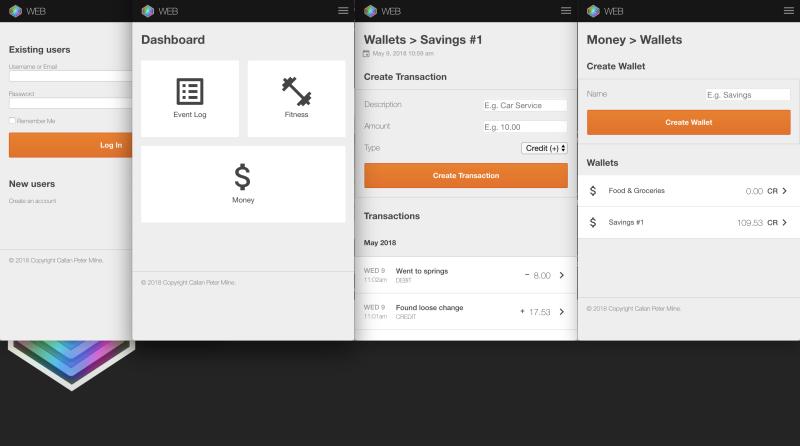 WEB
Existing users
Username or Email
Password
Remember Me
Log In
New users
Create an account
© 2018 Copyright Callan Peter Milne.
WEB
Dashboard
Event Log
Fitness
Money
© 2018 Copyright Callan Peter Milne.
WEB
Wallets > Savings #1
May 9, 2018 10:59 am
Create Transaction
Description
E.g. Car Service
Amount
E.g. 10.00
Type
Credit (+)
Create Transaction
Transactions
May 2018
WED 9 Went to springs − 8.00
11:02am DEBIT
WED 9 Found loose change + 17.53
11:01am CREDIT
WEB
Money > Wallets
Create Wallet
Name
E.g. Savings
Create Wallet
Wallets
$ Food & Groceries 0.00 CR
$ Savings #1 109.53 CR
© 2018 Copyright Callan Peter Milne.